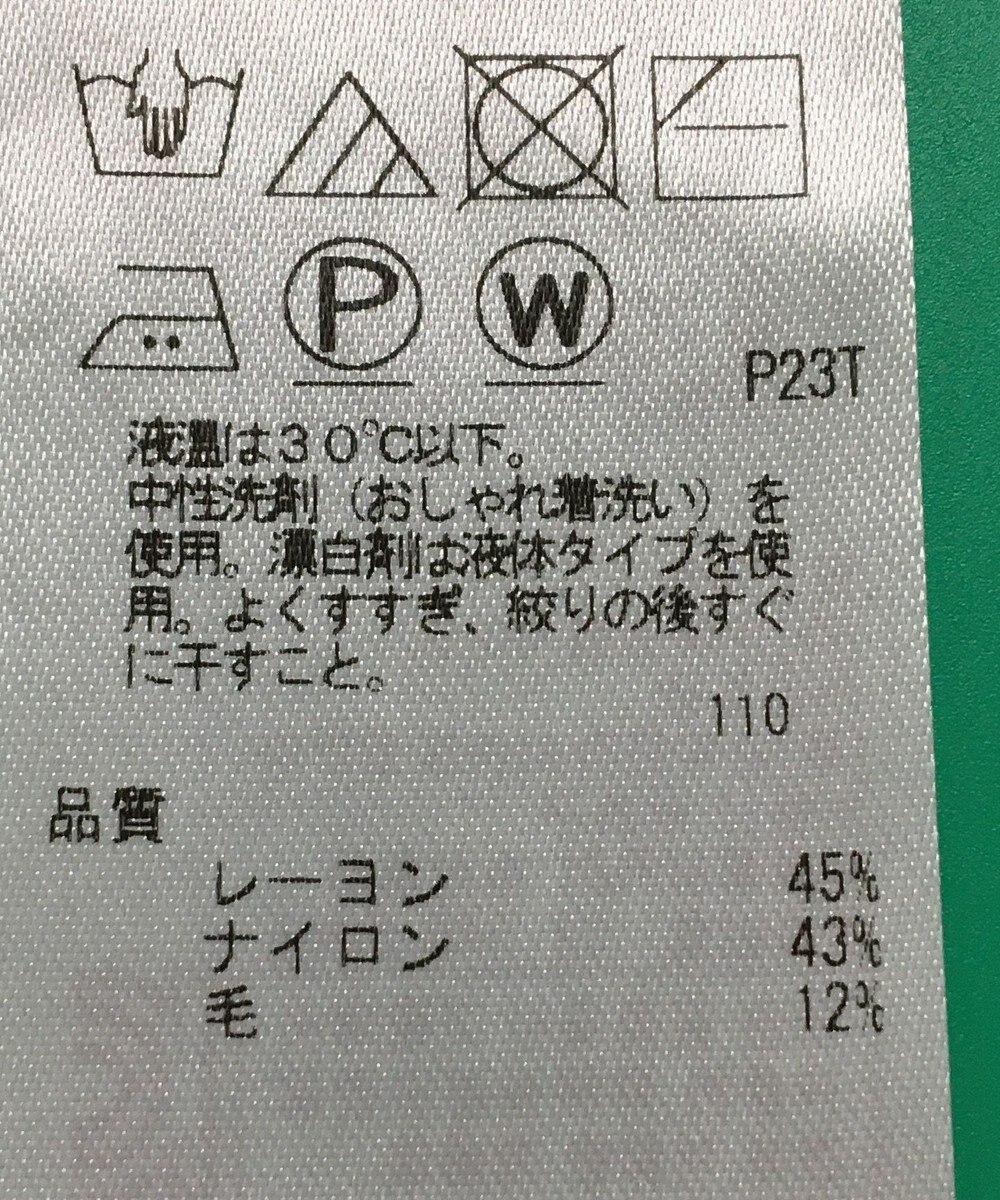 P W
P23T
液温は30℃以下。
中性洗剤（おしゃれ着洗い）を
使用。漂白剤は液体タイプを使
用。よくすすぎ、絞りの後すぐ
に干すこと。
110
品質
レーヨン 45%
ナイロン 43%
毛 12%